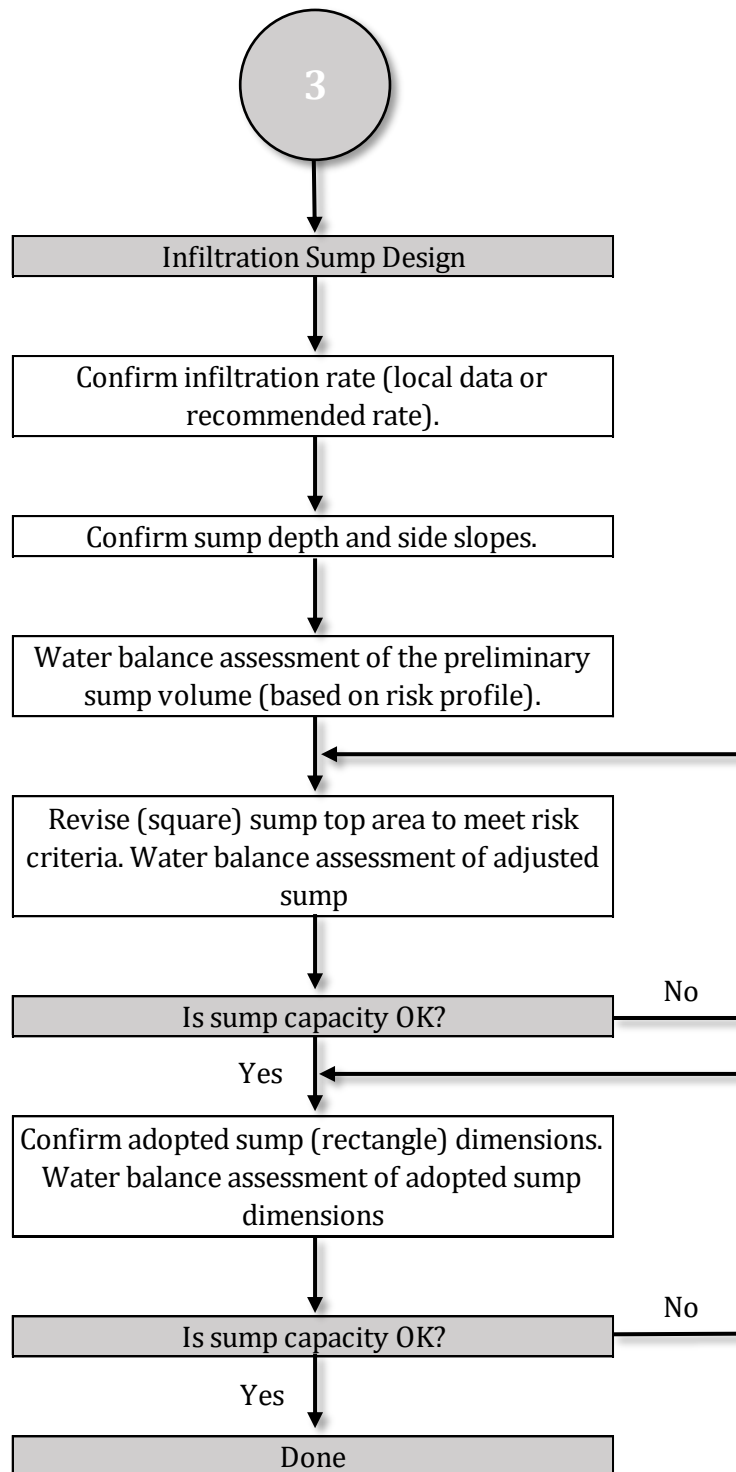 3
Infiltration Sump Design
Confirm infiltration rate (local data or
recommended rate).
Confirm sump depth and side slopes.
Water balance assessment of the preliminary
sump volume (based on risk profile).
Revise (square) sump top area to meet risk
criteria. Water balance assessment of adjusted
sump
Is sump capacity OK?
No
Yes
Confirm adopted sump (rectangle) dimensions.
Water balance assessment of adopted sump
dimensions
Is sump capacity OK?
No
Yes
Done